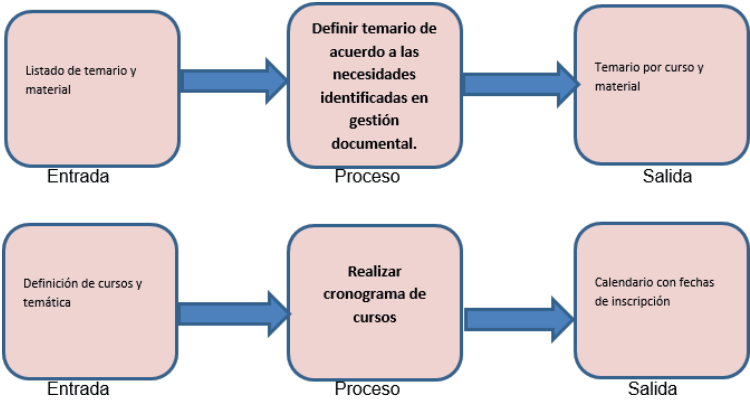 Listado de temario y
material
Definir temario de
acuerdo a las
necesidades
identificadas en
gestión
documental.
Temario por curso y
material
Entrada
Proceso
Salida
Definición de cursos y
temática
Realizar
cronograma de
cursos
Calendario con fechas
de inscripción
Entrada
Proceso
Salida